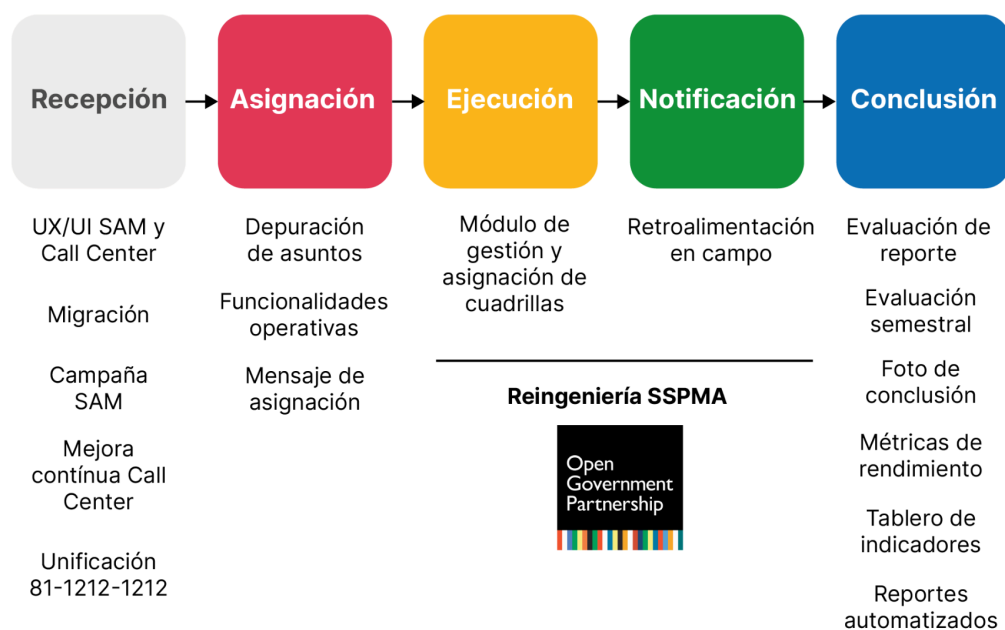 Recepción
Asignación
Ejecución
Notificación
Conclusión
UX/UI SAM y
Call Center
Migración
Campaña
SAM
Mejora
contínua Call
Center
Unificación
81-1212-1212
Depuración
de asuntos
Funcionalidades
operativas
Mensaje de
asignación
Módulo de
gestión y
asignación de
cuadrillas
Retroalimentación
en campo
Reingeniería SSPMA
Open
Government
Partnership
Evaluación de
reporte
Evaluación
semestral
Foto de
conclusión
Métricas de
rendimiento
Tablero de
indicadores
Reportes
automatizados